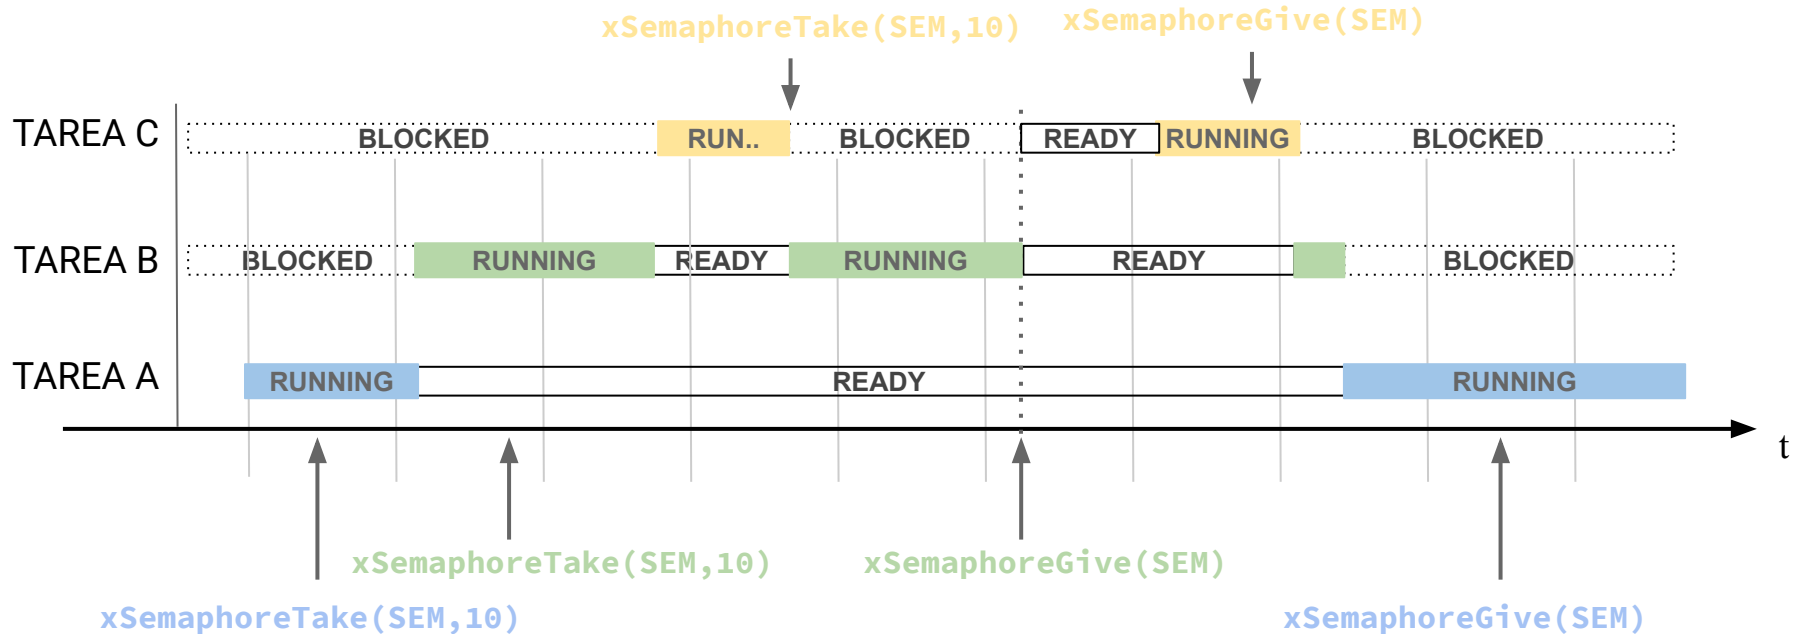 xSemaphoreTake(SEM,10) xSemaphoreGive(SEM)
TAREA C BLOCKED RUN.. BLOCKED READY RUNNING BLOCKED
TAREA B BLOCKED RUNNING READY RUNNING READY BLOCKED
TAREA A RUNNING READY RUNNING
t
xSemaphoreTake(SEM,10) xSemaphoreGive(SEM)
xSemaphoreTake(SEM,10) xSemaphoreGive(SEM)